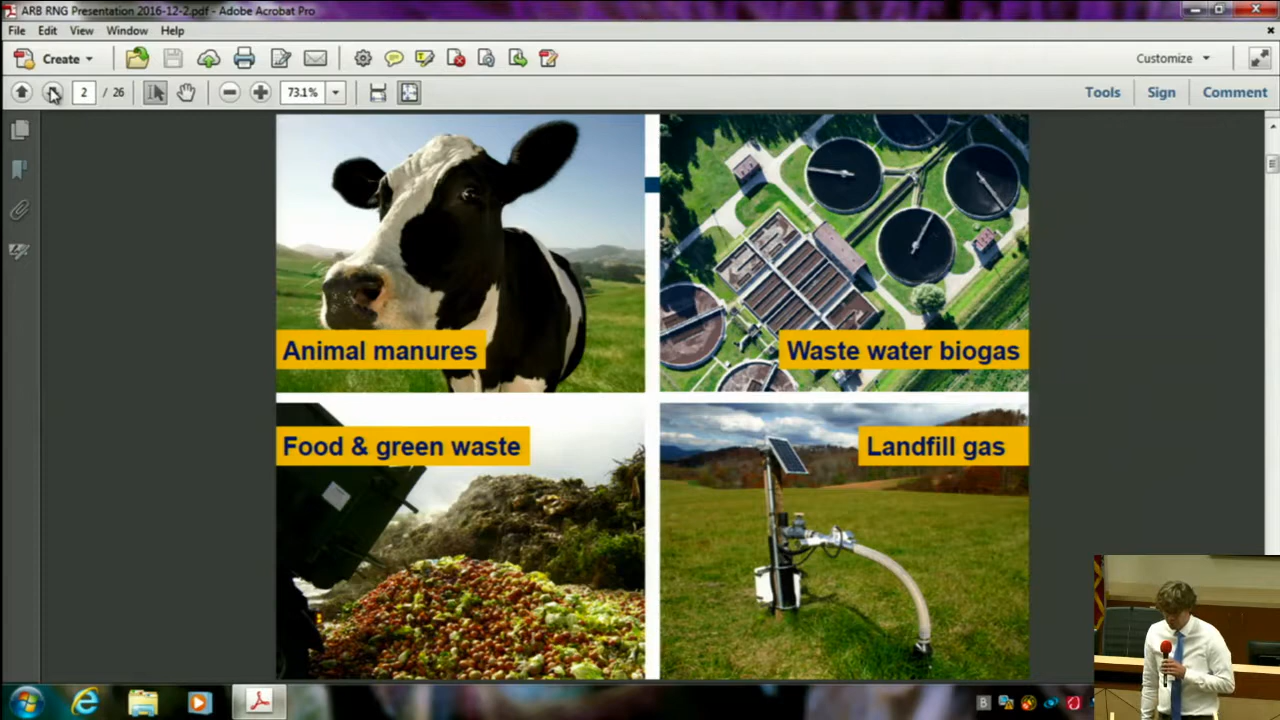 ARB RNG Presentation 2016-12-2.pdf - Adobe Acrobat Pro
File Edit View Window Help
Create Customize
2 / 26 73.1% Tools Sign Comment
Animal manures
Waste water biogas
Food & green waste
Landfill gas